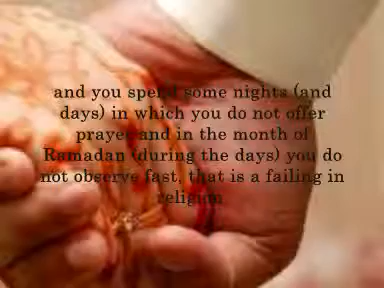 and you spend some nights (and
days) in which you do not offer
prayer and in the month of
Ramadan (during the days) you do
not observe fast, that is a failing in
religion